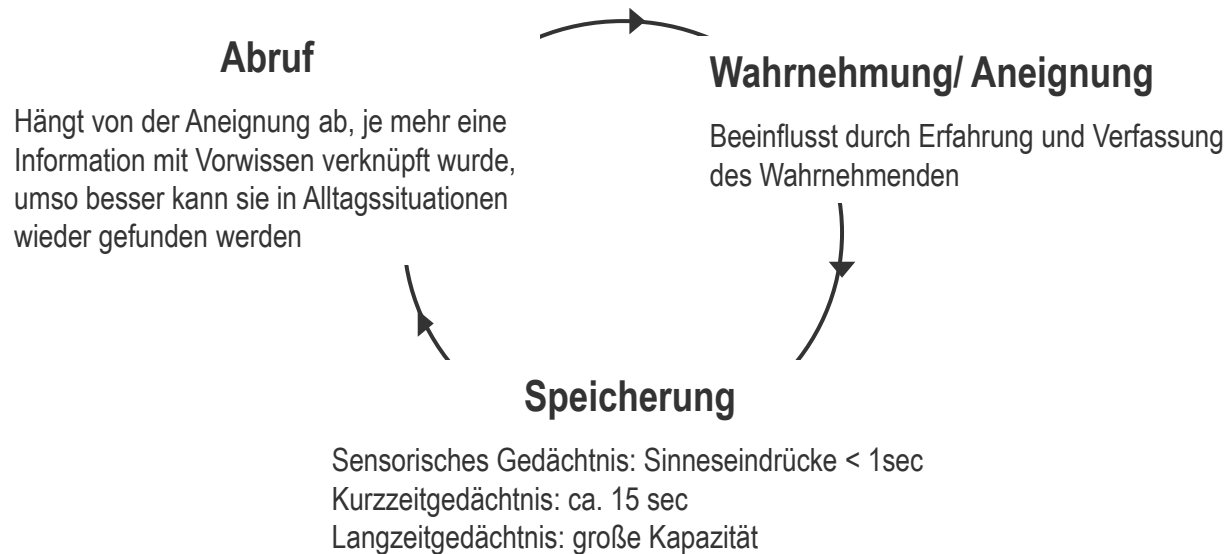 Abruf
Hängt von der Aneignung ab, je mehr eine
Information mit Vorwissen verknüpft wurde,
umso besser kann sie in Alltagssituationen
wieder gefunden werden
Wahrnehmung/ Aneignung
Beeinflusst durch Erfahrung und Verfassung
des Wahrnehmenden
Speicherung
Sensorisches Gedächtnis: Sinneseindrücke < 1sec
Kurzzeitgedächtnis: ca. 15 sec
Langzeitgedächtnis: große Kapazität